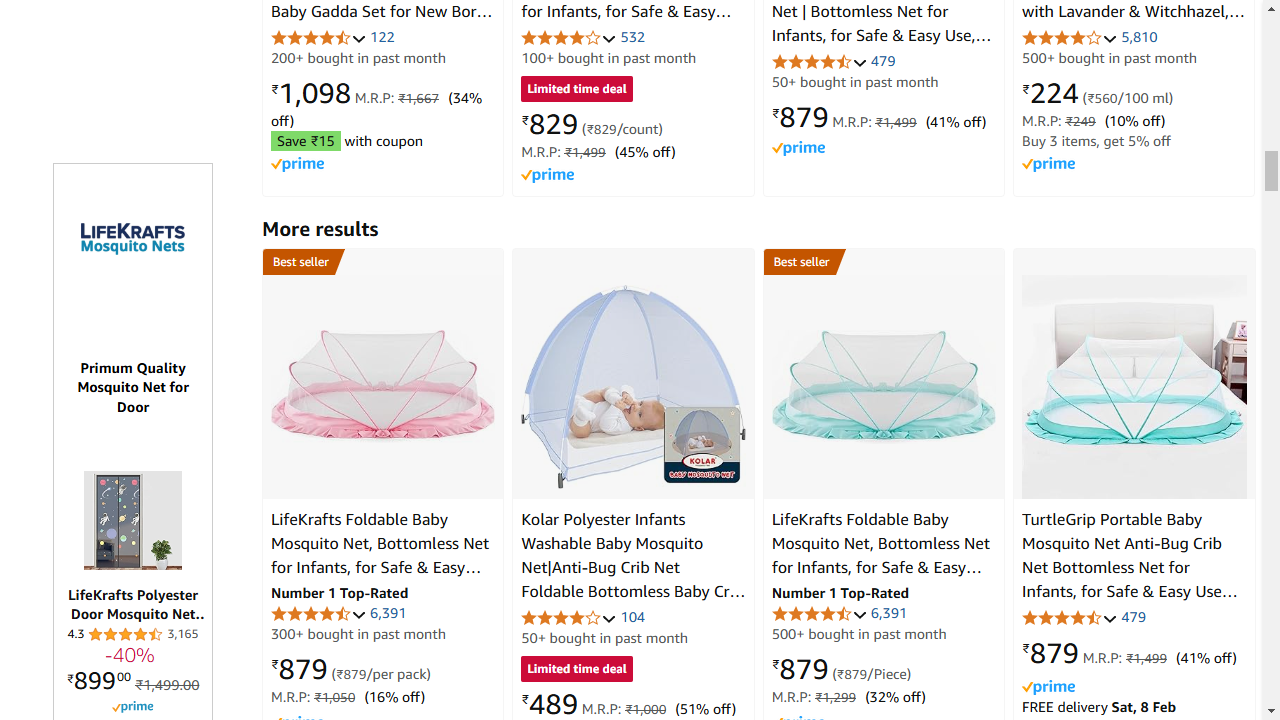 Baby Gadda Set for New Bor…
122
200+ bought in past month
₹1,098 M.R.P: ₹1,667 (34%
off)
Save ₹15 with coupon
prime
for Infants, for Safe & Easy…
532
100+ bought in past month
Limited time deal
₹829 (₹829/count)
M.R.P: ₹1,499 (45% off)
prime
Net | Bottomless Net for
Infants, for Safe & Easy Use,…
479
50+ bought in past month
₹879 M.R.P: ₹1,499 (41% off)
prime
with Lavander & Witchhazel,…
5,810
500+ bought in past month
₹224 (₹560/100 ml)
M.R.P: ₹249 (10% off)
Buy 3 items, get 5% off
prime
LIFEKRAFTS
Mosquito Nets
Primum Quality
Mosquito Net for
Door
LifeKrafts Polyester
Door Mosquito Net..
4.3 3,165
-40%
₹899.00 ₹1,499.00
prime
More results
Best seller
LifeKrafts Foldable Baby
Mosquito Net, Bottomless Net
for Infants, for Safe & Easy…
Number 1 Top-Rated
6,391
300+ bought in past month
₹879 (₹879/per pack)
M.R.P: ₹1,050 (16% off)
KOLAR
BABY MOSQUITO NET
Kolar Polyester Infants
Washable Baby Mosquito
Net|Anti-Bug Crib Net
Foldable Bottomless Baby Cr…
104
50+ bought in past month
Limited time deal
₹489 M.R.P: ₹1,000 (51% off)
Best seller
LifeKrafts Foldable Baby
Mosquito Net, Bottomless Net
for Infants, for Safe & Easy…
Number 1 Top-Rated
6,391
500+ bought in past month
₹879 (₹879/Piece)
M.R.P: ₹1,299 (32% off)
TurtleGrip Portable Baby
Mosquito Net Anti-Bug Crib
Net Bottomless Net for
Infants, for Safe & Easy Use…
479
₹879 M.R.P: ₹1,499 (41% off)
prime
FREE delivery Sat, 8 Feb